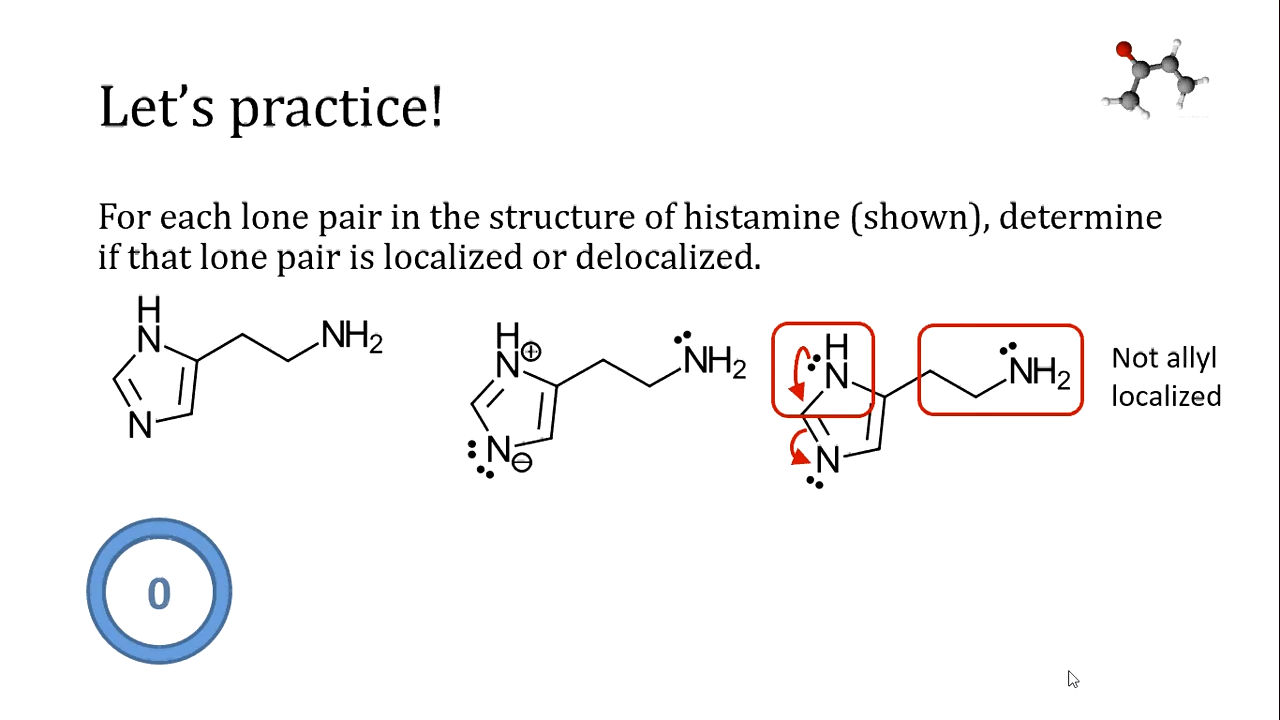 Let's practice!
For each lone pair in the structure of histamine (shown), determine
if that lone pair is localized or delocalized.
H
N
NH2
N
H
N⊕
NH2
N⊖
H
N
NH2
N
Not allyl
localized
0